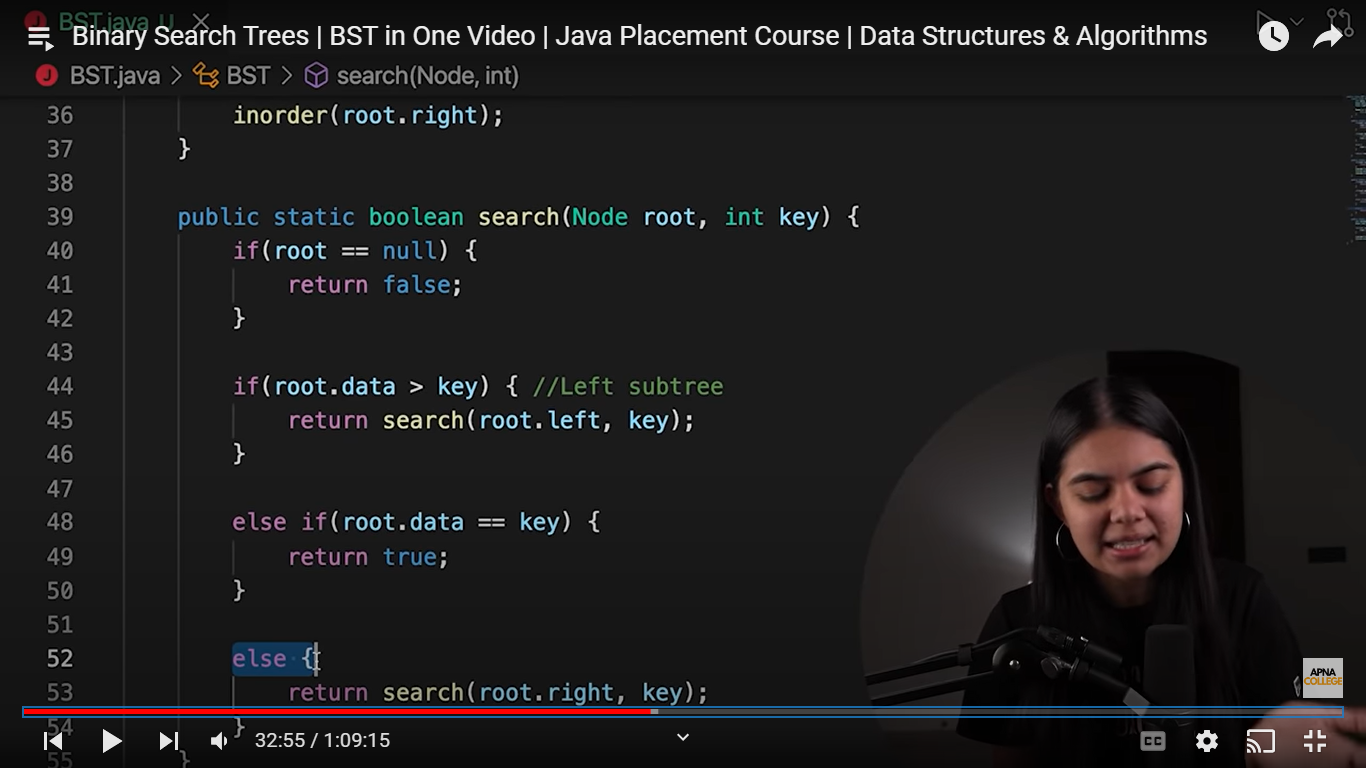 BST.java U
Binary Search Trees | BST in One Video | Java Placement Course | Data Structures & Algorithms
BST.java > BST > search(Node, int)
36 inorder(root.right);
37 }
38
39 public static boolean search(Node root, int key) {
40 if(root == null) {
41 return false;
42 }
43
44 if(root.data > key) { //Left subtree
45 return search(root.left, key);
46 }
47
48 else if(root.data == key) {
49 return true;
50 }
51
52 else {
53 return search(root.right, key);
54 }
55 }
APNA
COLLEGE
32:55 / 1:09:15
CC